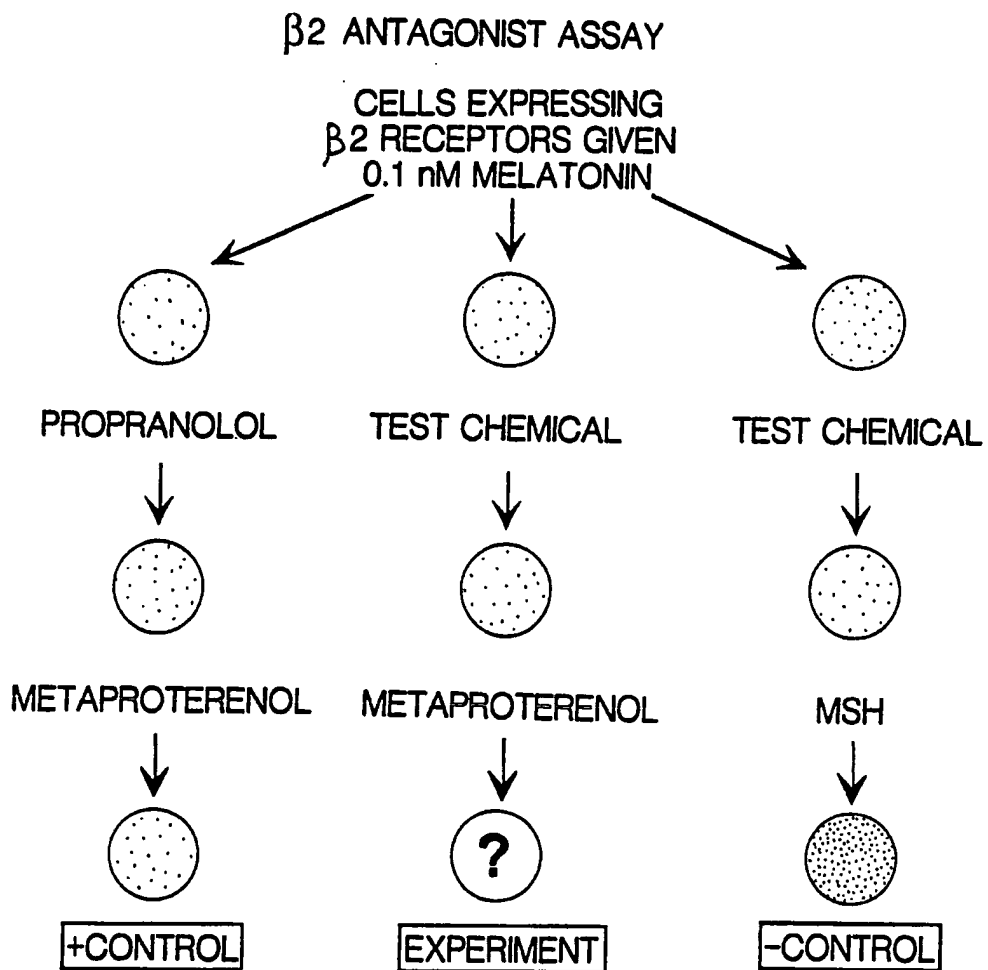 β2 ANTAGONIST ASSAY
CELLS EXPRESSING
β2 RECEPTORS GIVEN
0.1 nM MELATONIN
PROPRANOLOL
TEST CHEMICAL
TEST CHEMICAL
METAPROTERENOL
METAPROTERENOL
MSH
?
+CONTROL
EXPERIMENT
-CONTROL